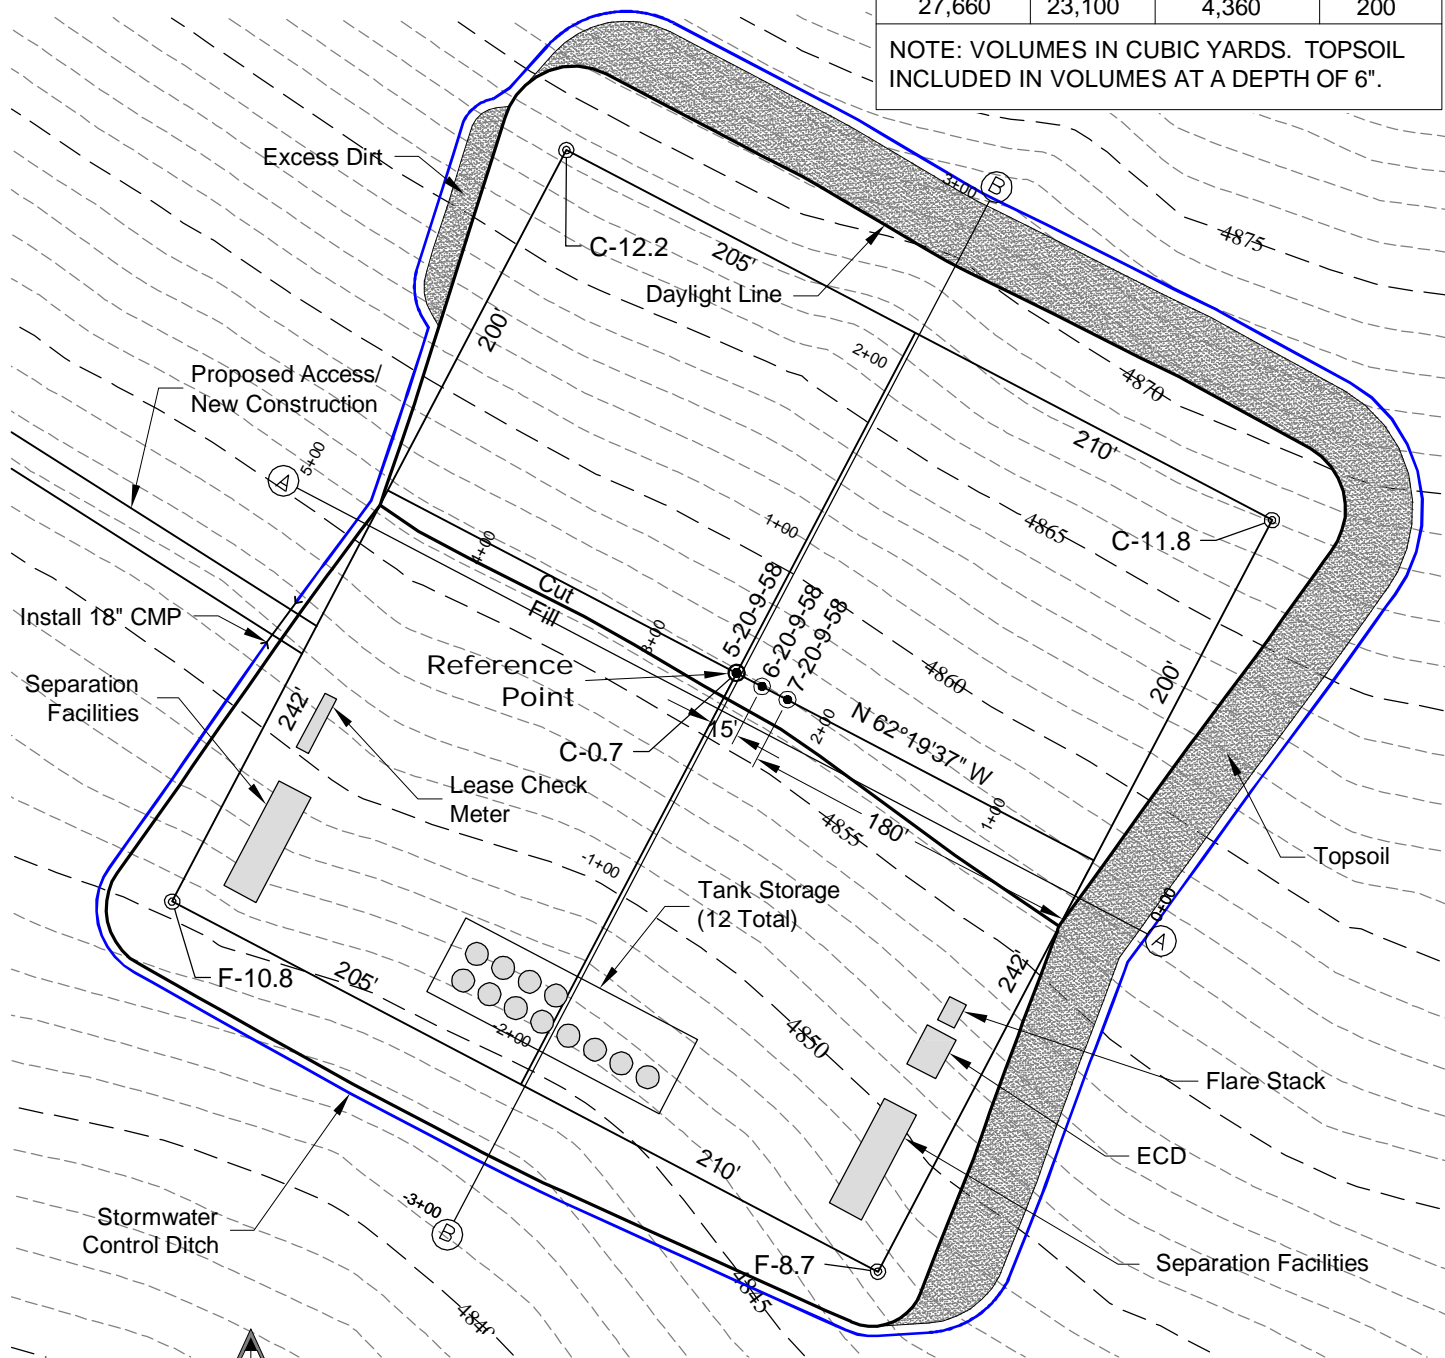 27,660 23,100 4,360 200
NOTE: VOLUMES IN CUBIC YARDS. TOPSOIL
INCLUDED IN VOLUMES AT A DEPTH OF 6".
Excess Dirt
B
3+00
4875
C-12.2
205'
Daylight Line
200'
2+00
4870
Proposed Access/
New Construction
210'
A
5+00
1+00
4865
C-11.8
4+00
Cut
Fill
5-20-9-58
6-20-9-58
7-20-9-58
Install 18" CMP
3+00
Reference
Point
4860
200'
Separation
Facilities
242'
15'
2+00
N 62°19'37" W
C-0.7
Lease Check
Meter
1+00
4855
180'
Topsoil
-1+00
Tank Storage
(12 Total)
0+00
A
F-10.8
205'
242'
-2+00
4850
Flare Stack
ECD
210'
-3+00
B
Stormwater
Control Ditch
F-8.7
Separation Facilities
4845
4840